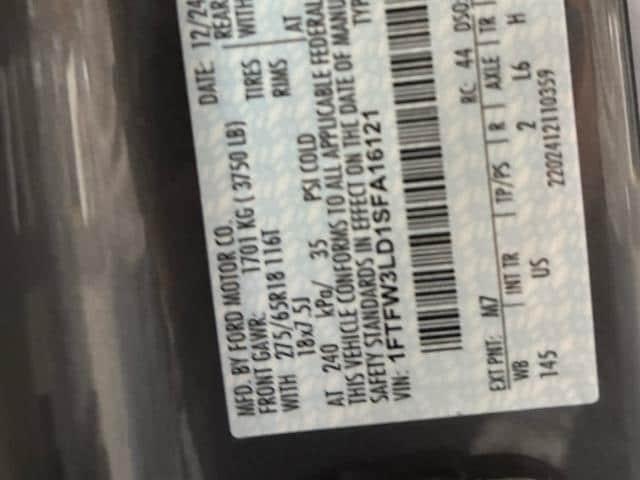 MFD. BY FORD MOTOR CO. DATE: 12/24
FRONT GAWR: 1701 KG ( 3750 LB) REAR
WITH 275/65R18 116T TIRES WITH
18x7.5J RIMS
AT 240 kPa/ 35 PSI COLD AT
THIS VEHICLE CONFORMS TO ALL APPLICABLE FEDERAL
SAFETY STANDARDS IN EFFECT ON THE DATE OF MANU
VIN: 1FTFW3LD1SFA16121 TYP
EXT PNT: M7 RC: 44 DSO:
WB | INT TR | TP/PS | R | AXLE | TR
145 US 2 L6 H
2202412110359